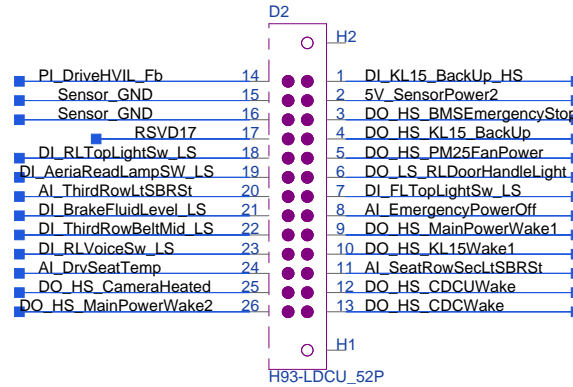 D2
H2
PI_DriveHVIL_Fb 14 1 DI_KL15_BackUp_HS
Sensor_GND 15 2 5V_SensorPower2
Sensor_GND 16 3 DO_HS_BMSEmergencyStop
RSVD17 17 4 DO_HS_KL15_BackUp
DI_RLTopLightSw_LS 18 5 DO_HS_PM25FanPower
DI_AeriaReadLampSW_LS 19 6 DO_LS_RLDoorHandleLight
AI_ThirdRowLtSBRSt 20 7 DI_FLTopLightSw_LS
DI_BrakeFluidLevel_LS 21 8 AI_EmergencyPowerOff
DI_ThirdRowBeltMid_LS 22 9 DO_HS_MainPowerWake1
DI_RLVoiceSw_LS 23 10 DO_HS_KL15Wake1
AI_DrvSeatTemp 24 11 AI_SeatRowSecLtSBRSt
DO_HS_CameraHeated 25 12 DO_HS_CDCUWake
DO_HS_MainPowerWake2 26 13 DO_HS_CDCWake
H1
H93-LDCU_52P